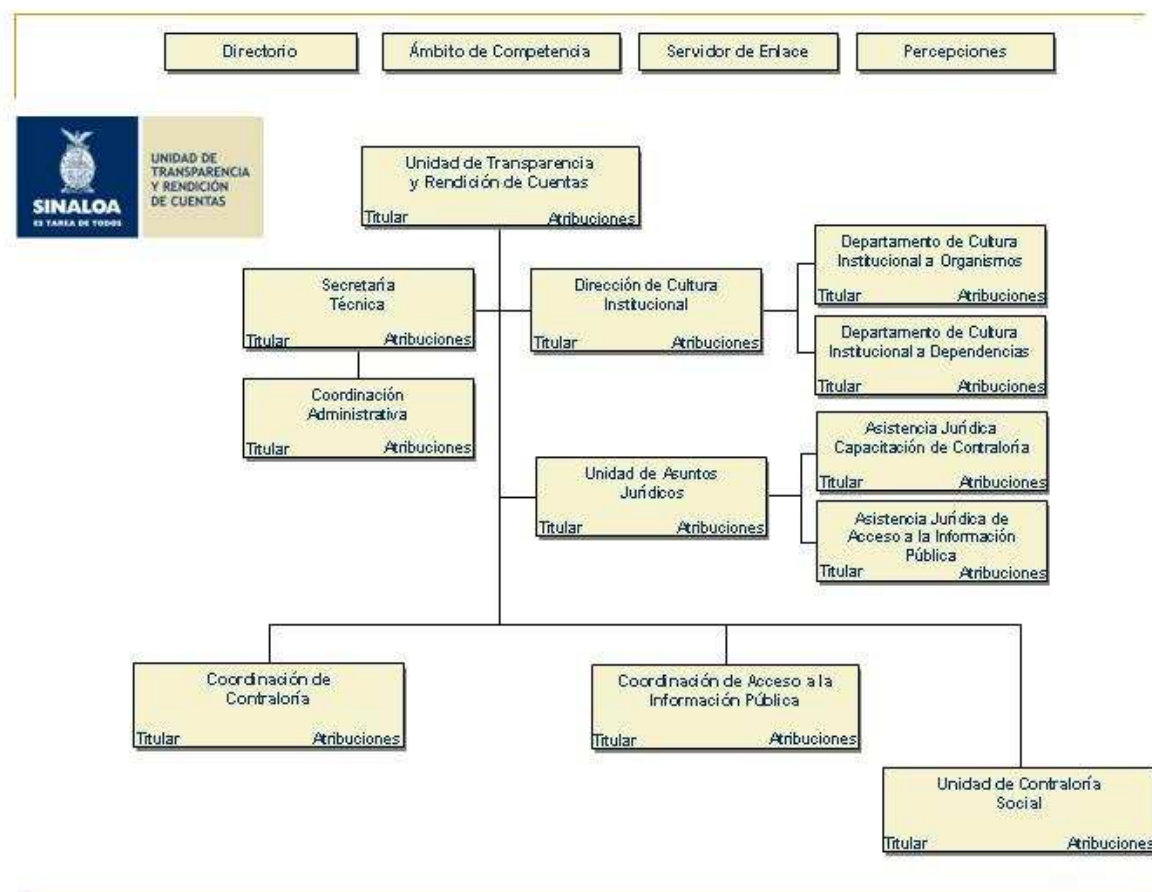 Directorio
Ámbito de Competencia
Servidor de Enlace
Percepciones
SINALOA
ES TAREA DE TODOS
UNIDAD DE
TRANSPARENCIA
Y RENDICIÓN
DE CUENTAS
Unidad de Transparencia
y Rendición de Cuentas
Titular Atribuciones
Secretaría
Técnica
Titular Atribuciones
Dirección de Cultura
Institucional
Titular Atribuciones
Departamento de Cultura
Institucional a Organismos
Titular Atribuciones
Departamento de Cultura
Institucional a Dependencias
Titular Atribuciones
Coordinación
Administrativa
Titular Atribuciones
Unidad de Asuntos
Jurídicos
Titular Atribuciones
Asistencia Jurídica
Capacitación de Contraloría
Titular Atribuciones
Asistencia Jurídica de
Acceso a la Información
Pública
Titular Atribuciones
Coordinación de
Contraloría
Titular Atribuciones
Coordinación de Acceso a la
Información Pública
Titular Atribuciones
Unidad de Contraloría
Social
Titular Atribuciones